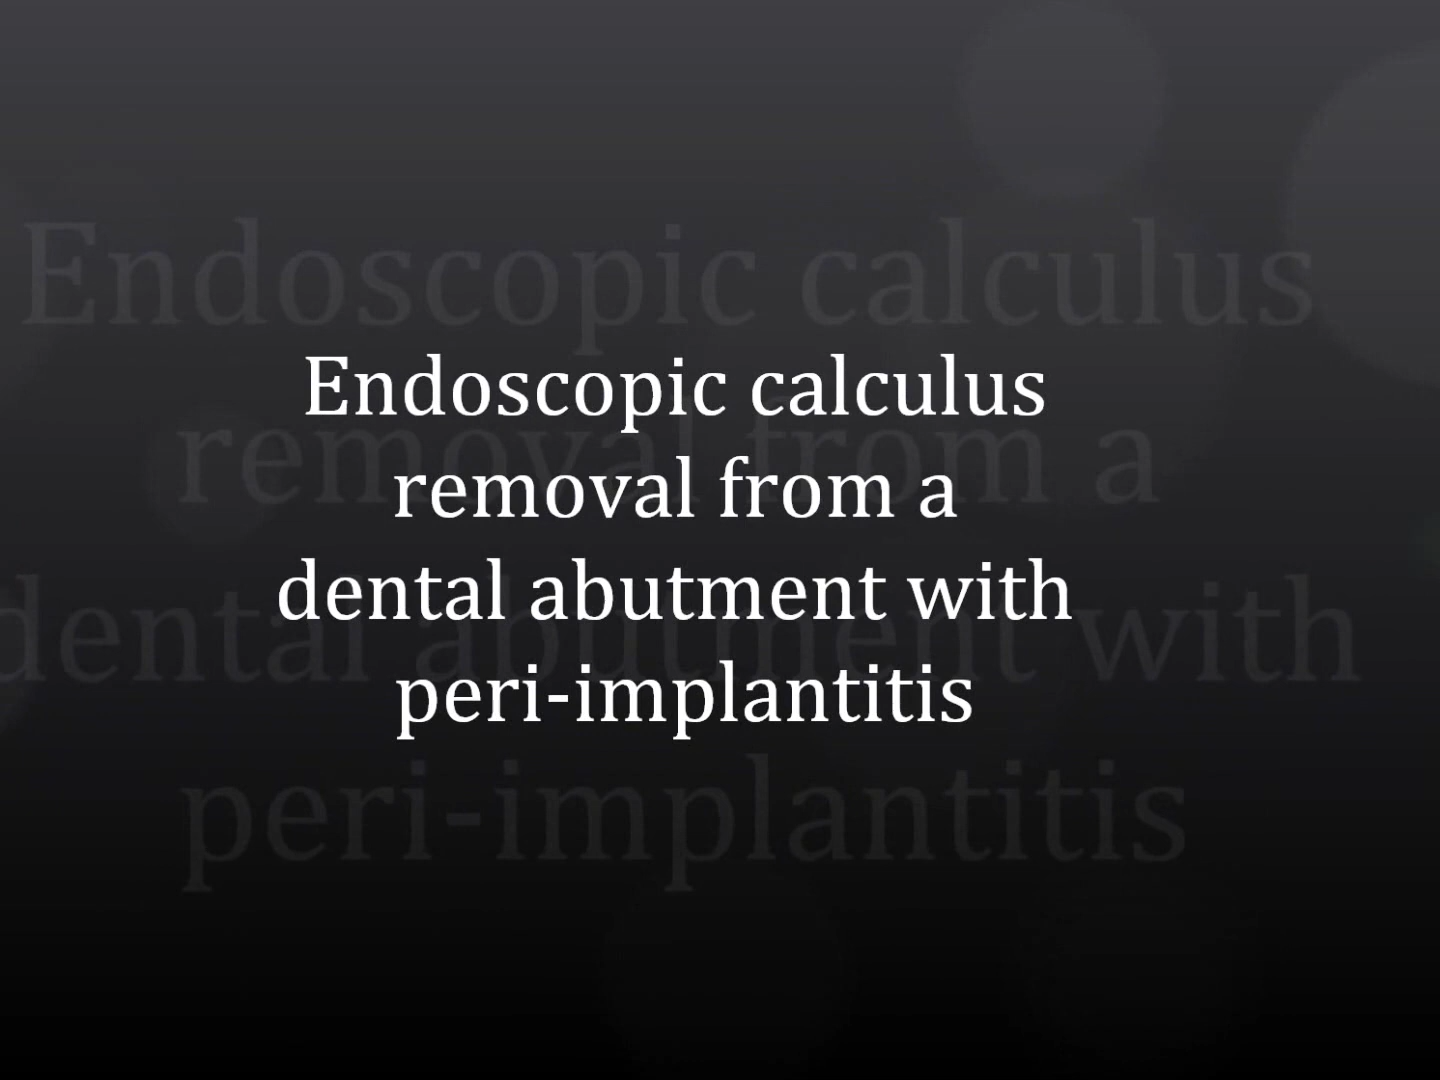 Endoscopic calculus
removal from a
dental abutment with
peri-implantitis